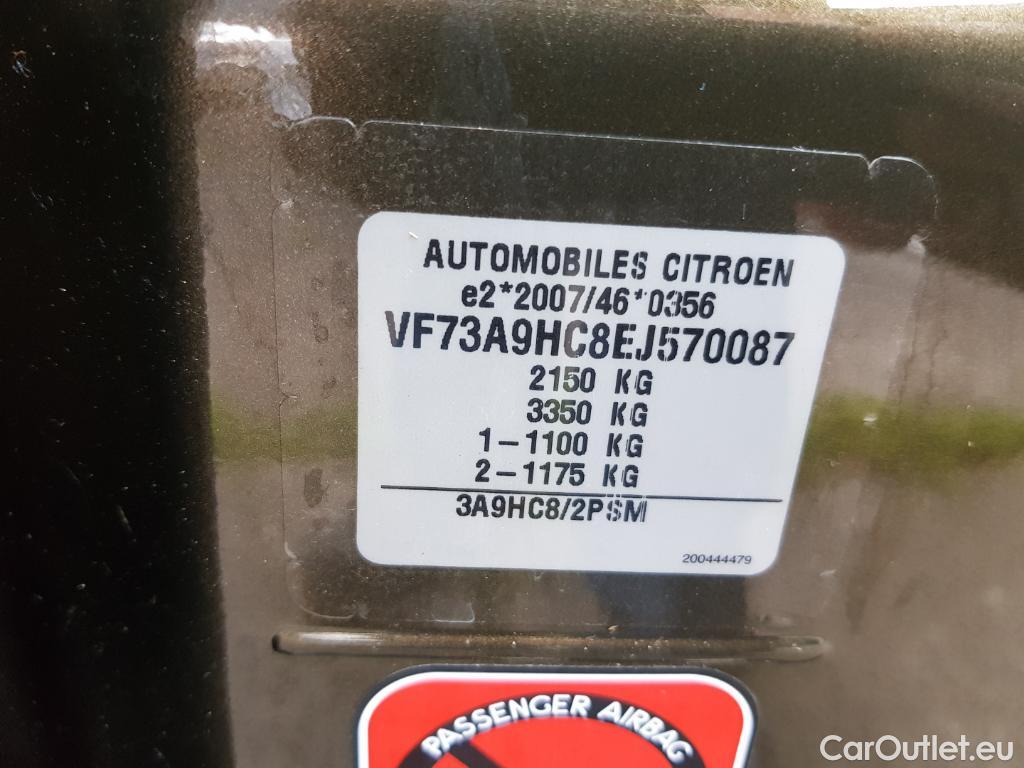 AUTOMOBILES CITROEN
e2*2007/46*0356
VF73A9HC8EJ570087
2150 KG
3350 KG
1-1100 KG
2-1175 KG
3A9HC8/2PSM
200444479
PASSENGER AIRBAG
CarOutlet.eu